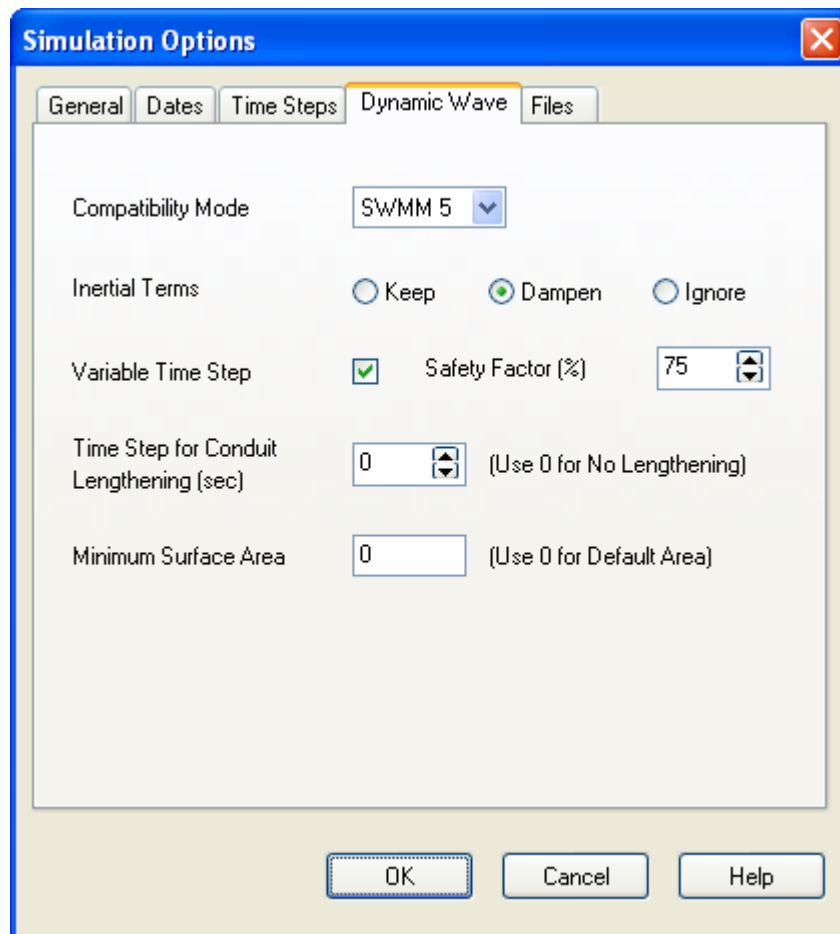 Simulation Options
General Dates Time Steps Dynamic Wave Files
Compatibility Mode SWMM 5
Inertial Terms Keep Dampen Ignore
Variable Time Step Safety Factor (%) 75
Time Step for Conduit
Lengthening (sec) 0 (Use 0 for No Lengthening)
Minimum Surface Area 0 (Use 0 for Default Area)
OK Cancel Help